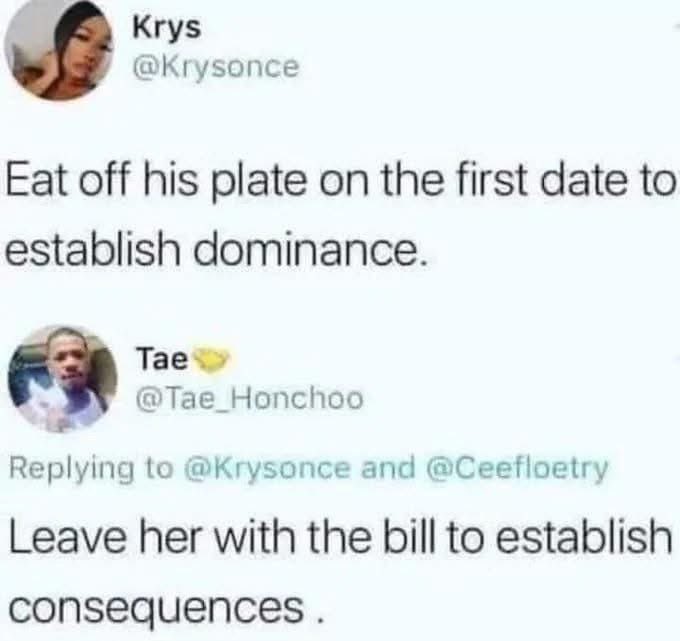 Krys
@Krysonce
Eat off his plate on the first date to
establish dominance.
Tae🤝
@Tae_Honchoo
Replying to @Krysonce and @Ceefloetry
Leave her with the bill to establish
consequences .